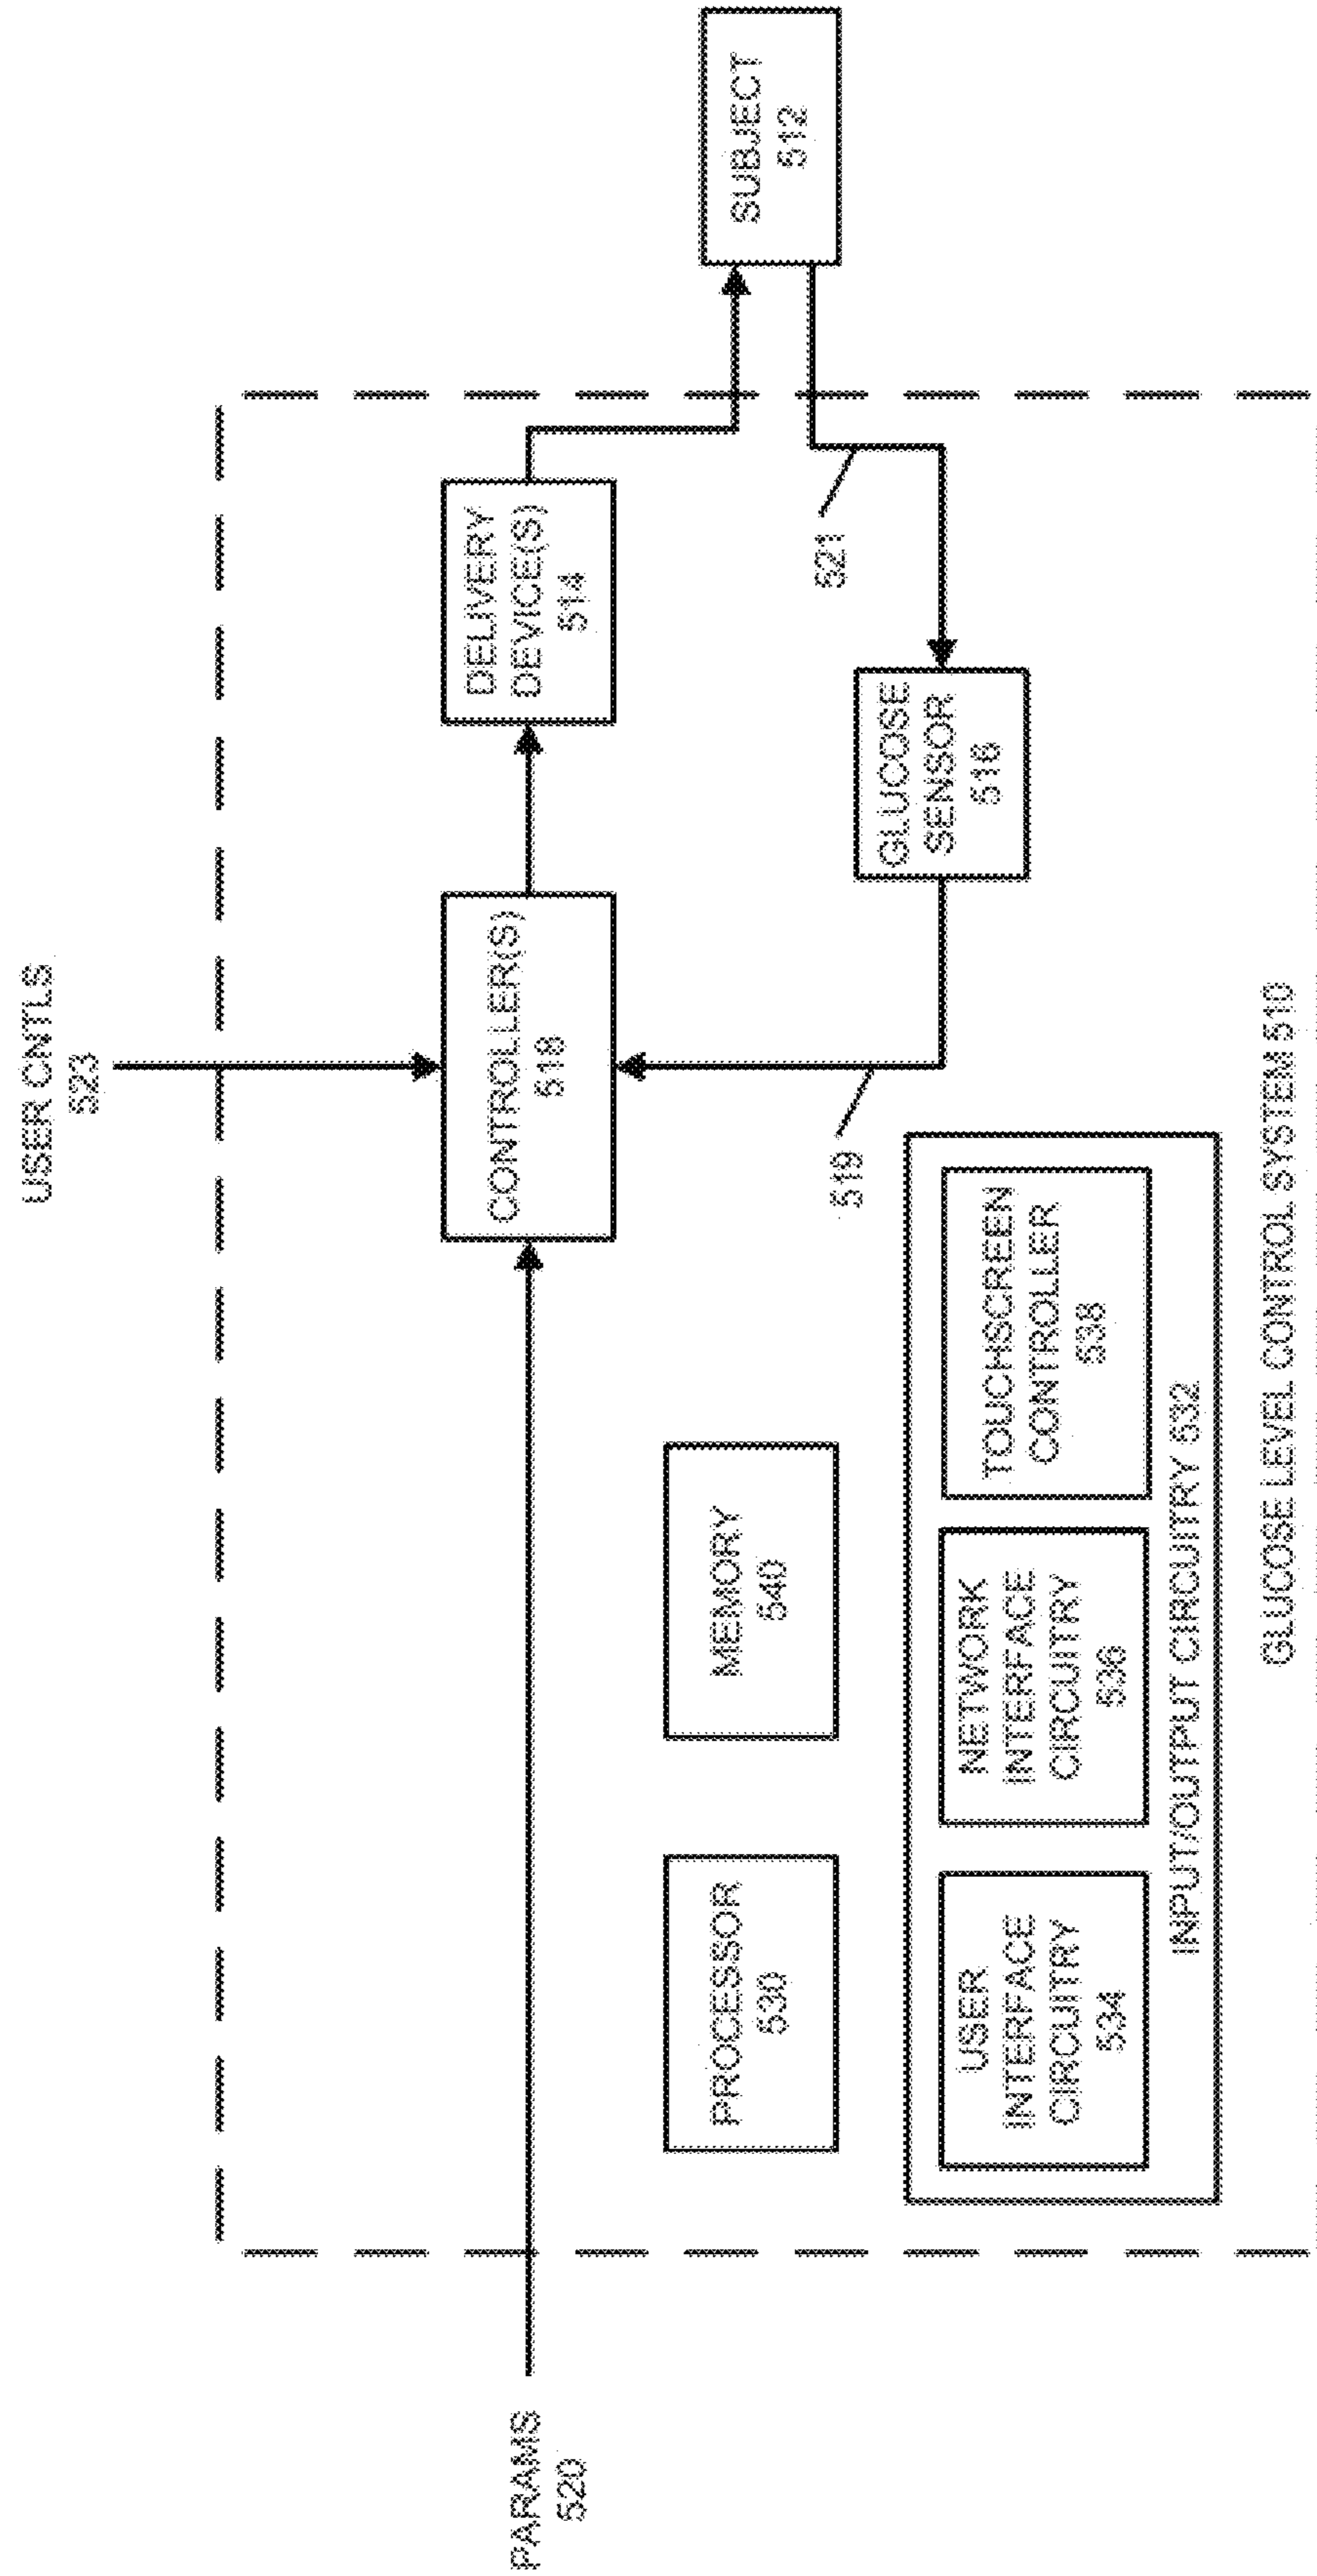 USER CNTLS
523
PARAMS
520
CONTROLLER(S)
518
DELIVERY
DEVICE(S)
514
SUBJECT
512
521
519
GLUCOSE
SENSOR
516
PROCESSOR
530
MEMORY
540
USER
INTERFACE
CIRCUITRY
534
NETWORK
INTERFACE
CIRCUITRY
536
TOUCHSCREEN
CONTROLLER
538
INPUT/OUTPUT CIRCUITRY 532
GLUCOSE LEVEL CONTROL SYSTEM 510